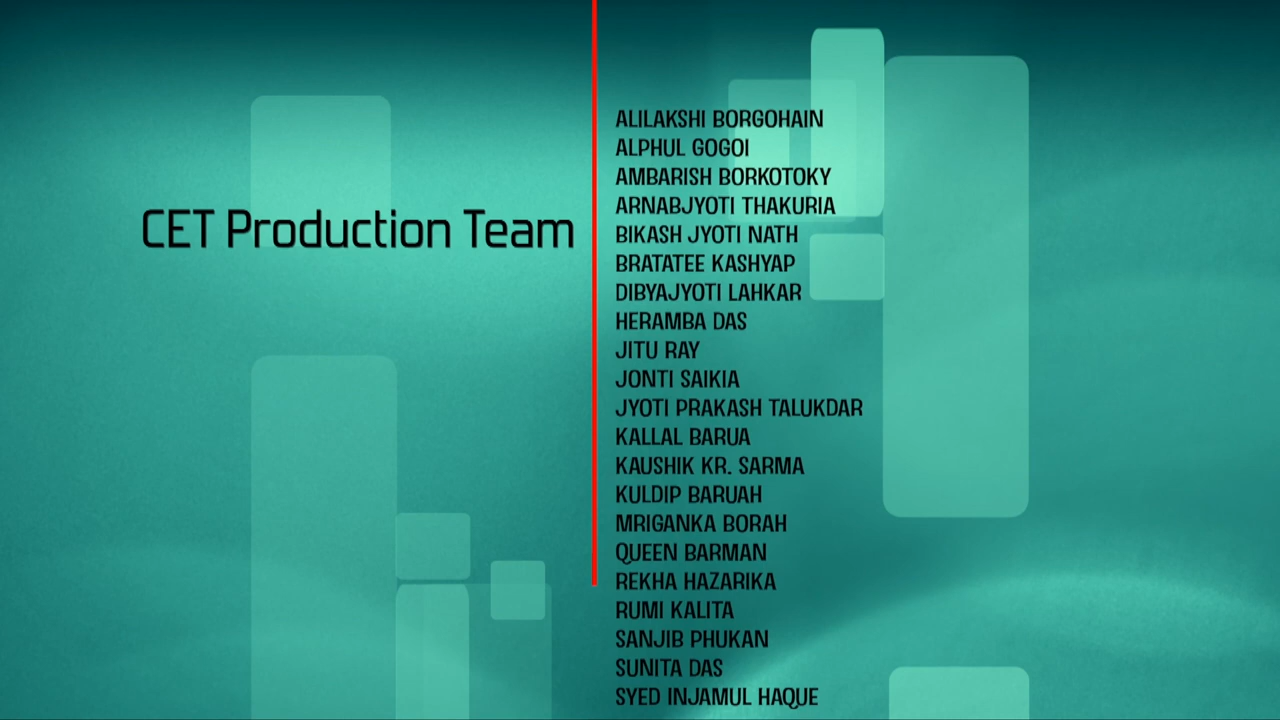 CET Production Team
ALILAKSHI BORGOHAIN
ALPHUL GOGOI
AMBARISH BORKOTOKY
ARNABJYOTI THAKURIA
BIKASH JYOTI NATH
BRATATEE KASHYAP
DIBYAJYOTI LAHKAR
HERAMBA DAS
JITU RAY
JONTI SAIKIA
JYOTI PRAKASH TALUKDAR
KALLAL BARUA
KAUSHIK KR. SARMA
KULDIP BARUAH
MRIGANKA BORAH
QUEEN BARMAN
REKHA HAZARIKA
RUMI KALITA
SANJIB PHUKAN
SUNITA DAS
SYED INJAMUL HAQUE